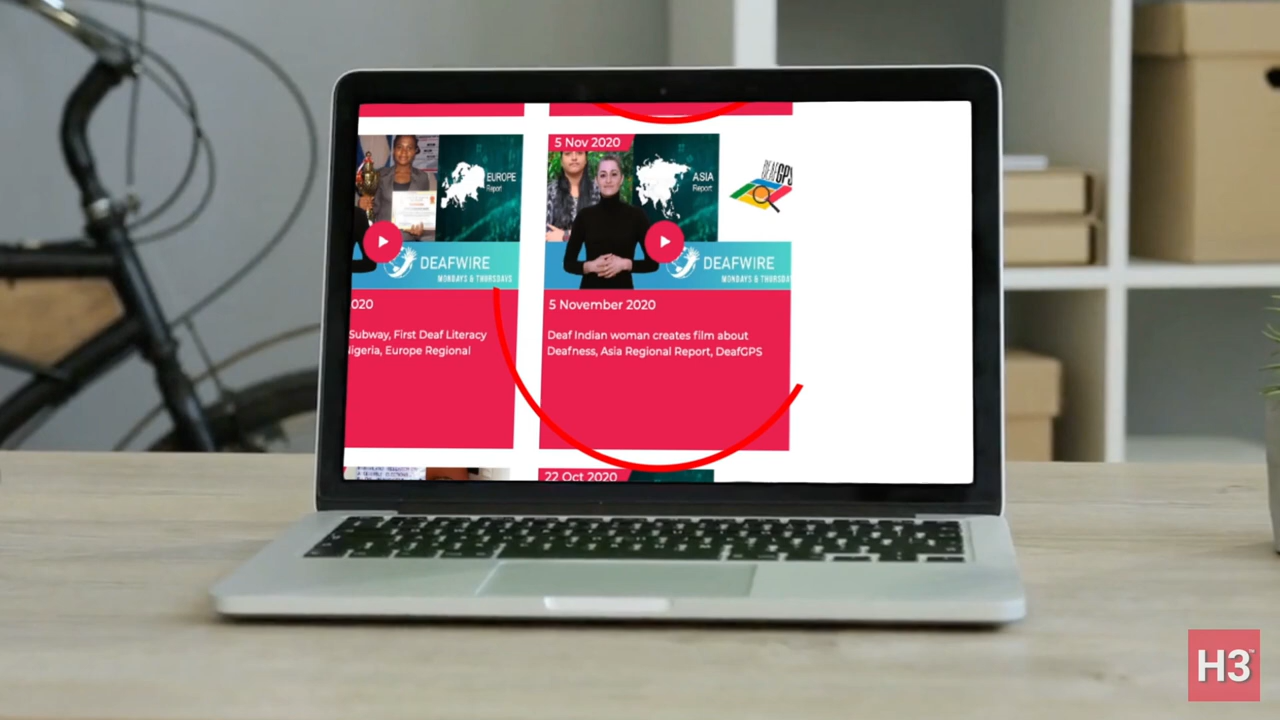 5 Nov 2020
EUROPE
Report
ASIA
Report
DEAFWIRE
MONDAYS & THURSDAYS
DEAFWIRE
MONDAYS & THURSDAYS
020
Subway, First Deaf Literacy
igeria, Europe Regional
5 November 2020
Deaf Indian woman creates film about
Deafness, Asia Regional Report, DeafGPS
22 Oct 2020
H3